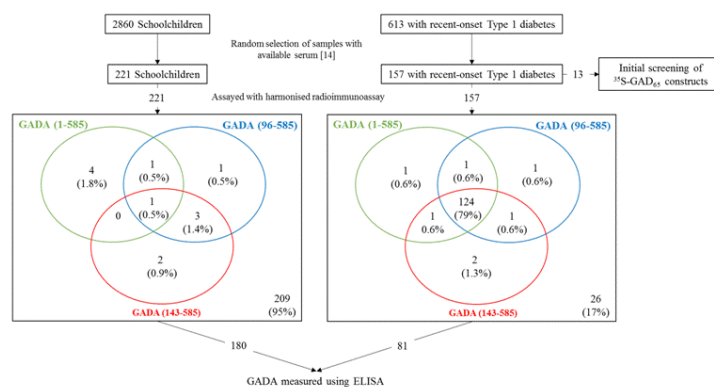 2860 Schoolchildren
613 with recent-onset Type 1 diabetes
Random selection of samples with
available serum [14]
221 Schoolchildren
157 with recent-onset Type 1 diabetes
13
Initial screening of
³⁵S-GAD₆₅
constructs
221
Assayed with harmonised radioimmunoassay
157
GADA (1-585)
GADA (96-585)
4
(1.8%)
1
(0.5%)
1
(0.5%)
0
1
(0.5%)
3
(1.4%)
2
(0.9%)
GADA (143-585)
209
(95%)
GADA (1-585)
GADA (96-585)
1
(0.6%)
1
(0.6%)
1
(0.6%)
124
(79%)
1
0.6%
1
(0.6%)
2
(1.3%)
GADA (143-585)
26
(17%)
180
81
GADA measured using ELISA